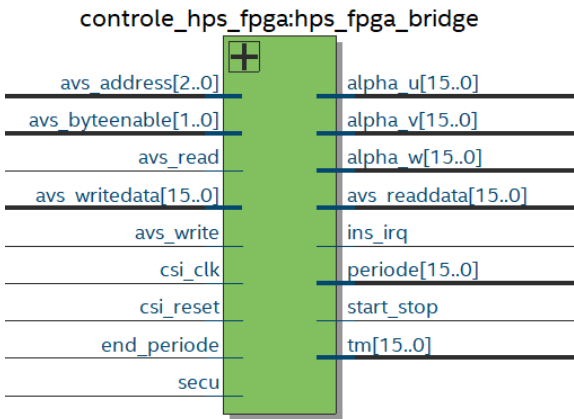 controle_hps_fpga:hps_fpga_bridge
avs_address[2..0] alpha_u[15..0]
avs_byteenable[1..0] alpha_v[15..0]
avs_read alpha_w[15..0]
avs_writedata[15..0] avs_readdata[15..0]
avs_write ins_irq
csi_clk periode[15..0]
csi_reset start_stop
end_periode tm[15..0]
secu